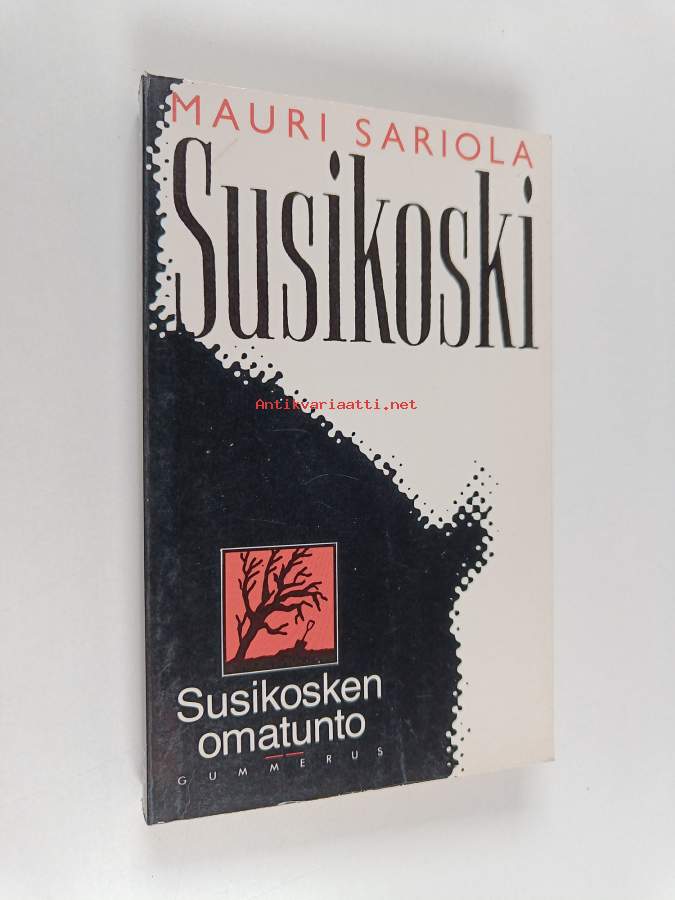 MAURI SARIOLA
Susikoski
Antikvariaatti.net
Susikosken
omatunto
GUMMERUS